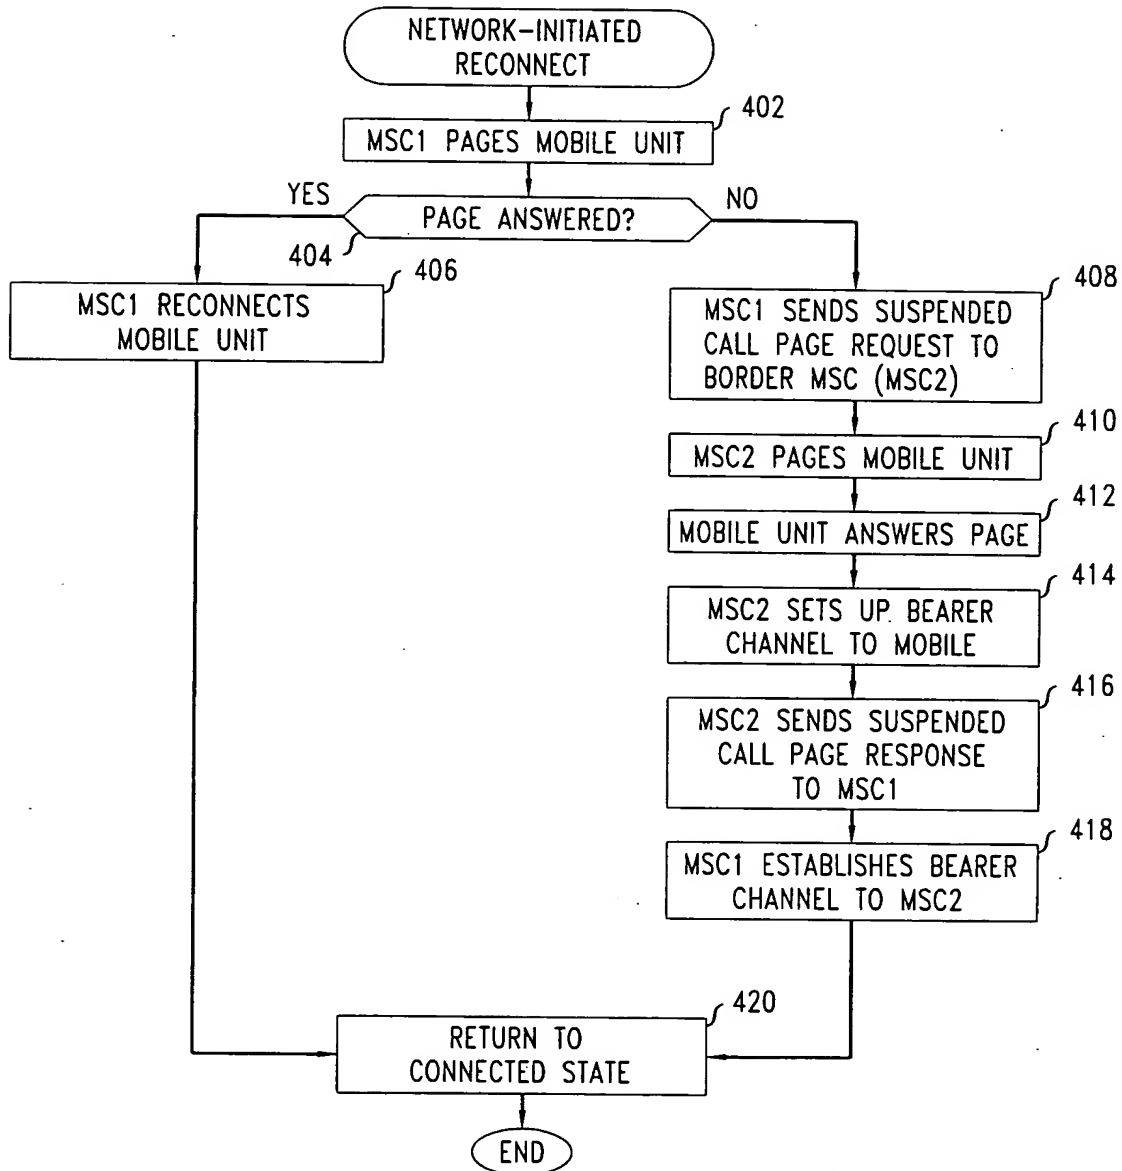 NETWORK-INITIATED
RECONNECT
402
MSC1 PAGES MOBILE UNIT
YES
PAGE ANSWERED?
NO
404
406
MSC1 RECONNECTS
MOBILE UNIT
408
MSC1 SENDS SUSPENDED
CALL PAGE REQUEST TO
BORDER MSC (MSC2)
410
MSC2 PAGES MOBILE UNIT
412
MOBILE UNIT ANSWERS PAGE
414
MSC2 SETS UP BEARER
CHANNEL TO MOBILE
416
MSC2 SENDS SUSPENDED
CALL PAGE RESPONSE
TO MSC1
418
MSC1 ESTABLISHES BEARER
CHANNEL TO MSC2
420
RETURN TO
CONNECTED STATE
END